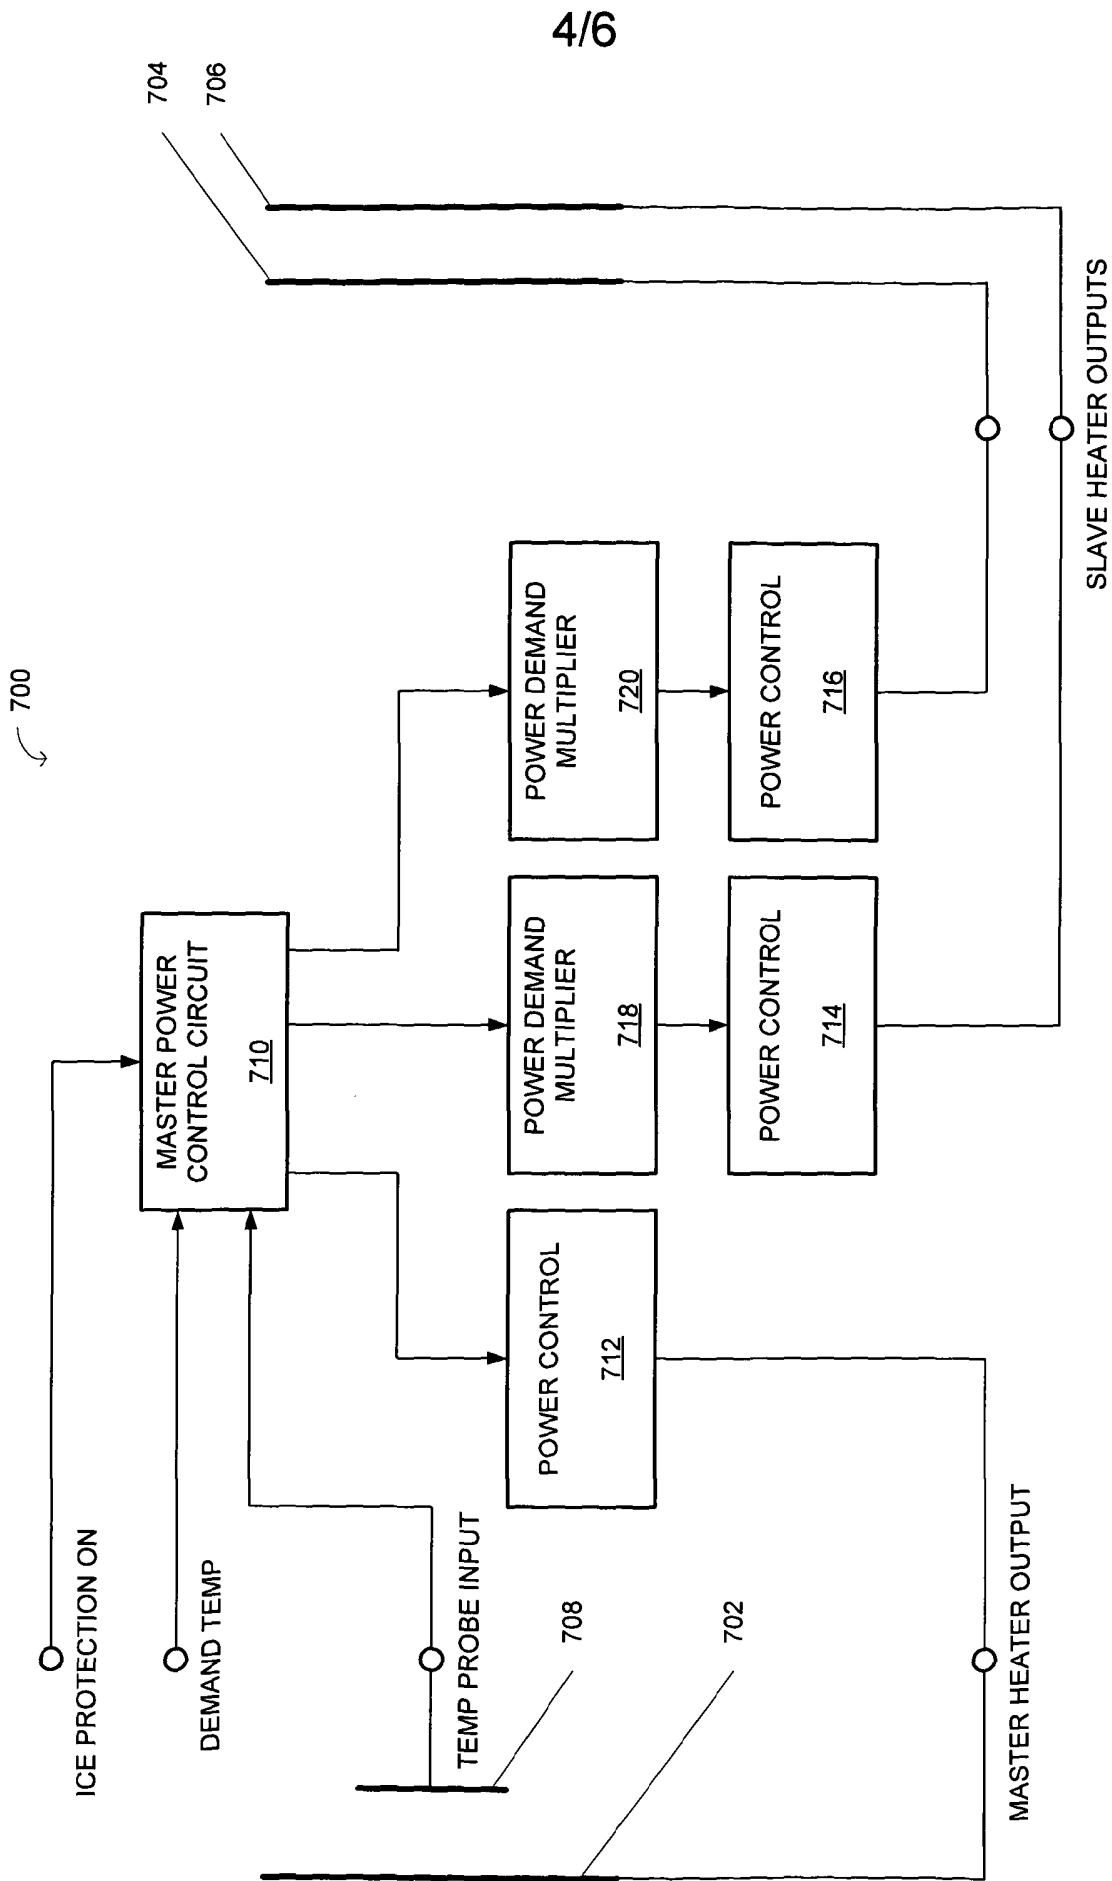 4/6
700
704
706
ICE PROTECTION ON
DEMAND TEMP
TEMP PROBE INPUT
708
702
MASTER HEATER OUTPUT
MASTER POWER
CONTROL CIRCUIT
710
POWER CONTROL
712
POWER DEMAND
MULTIPLIER
718
POWER CONTROL
714
POWER DEMAND
MULTIPLIER
720
POWER CONTROL
716
SLAVE HEATER OUTPUTS